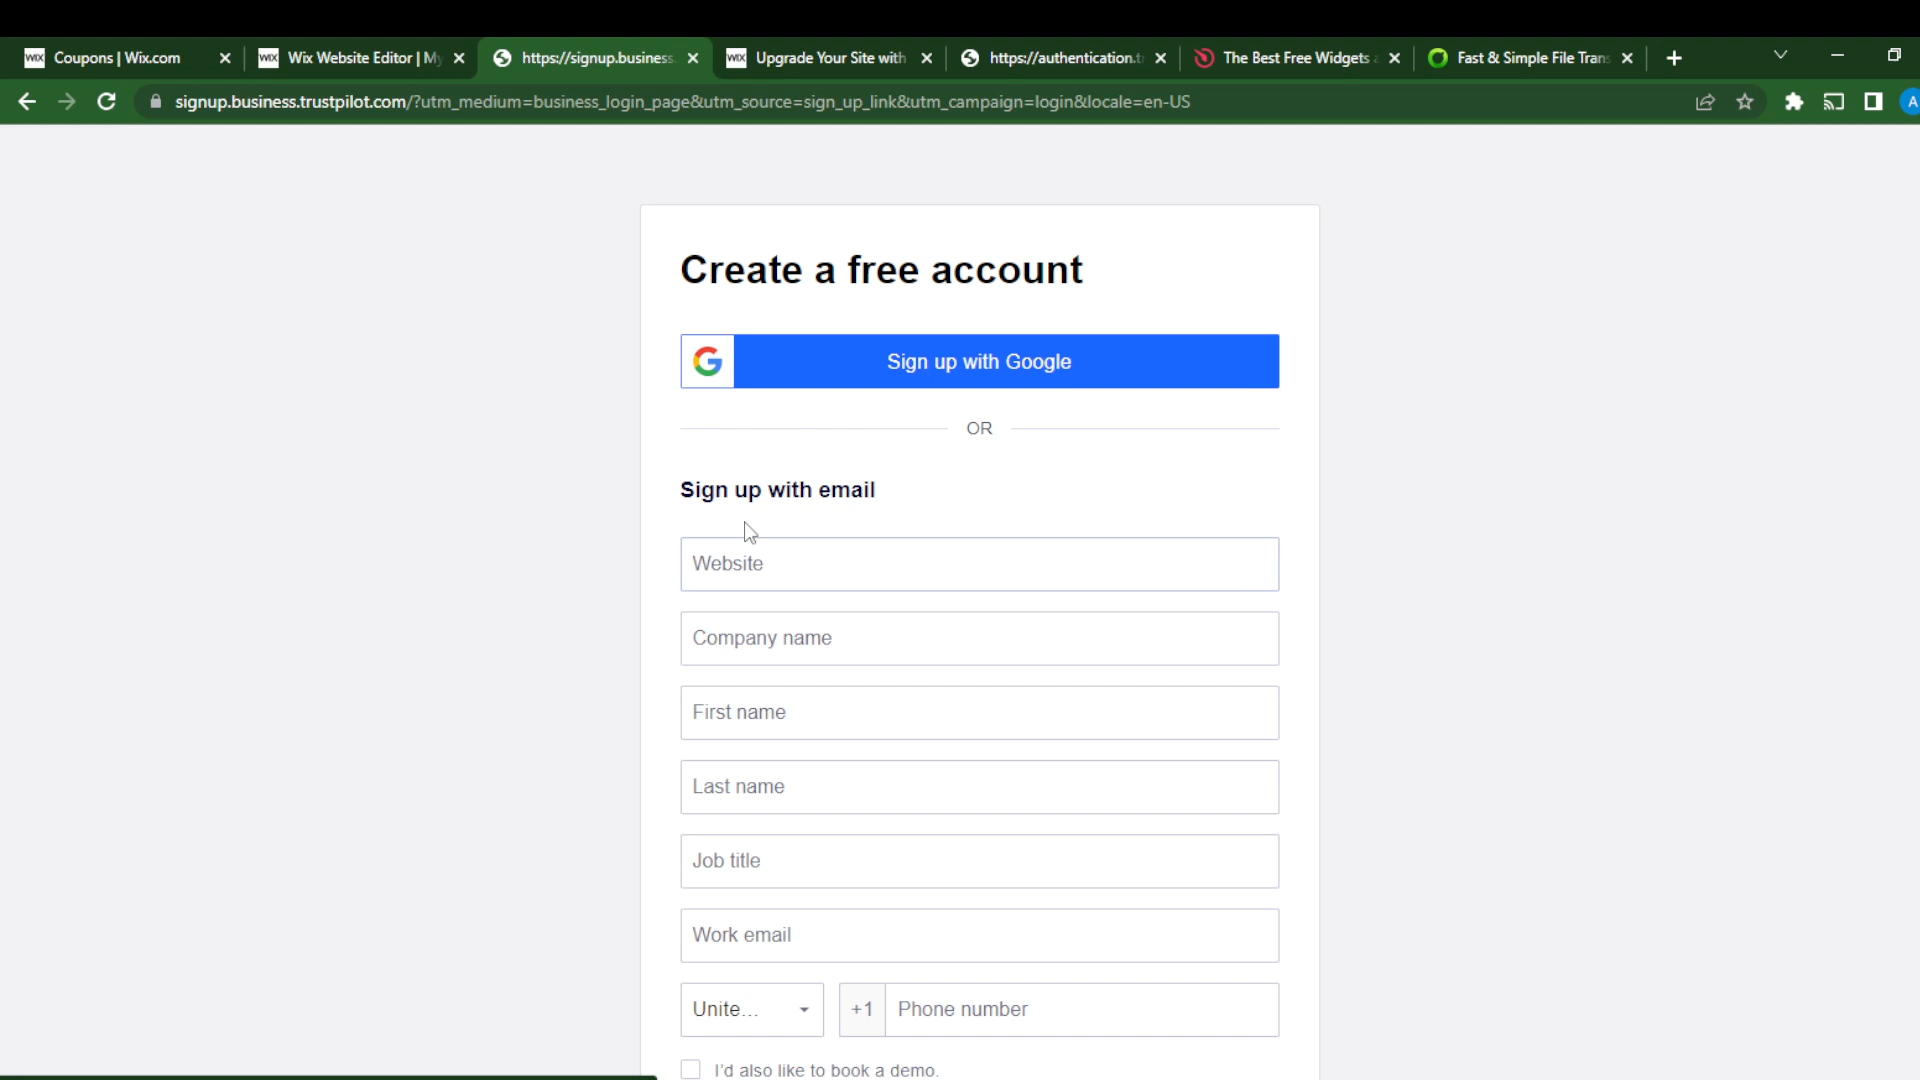 WIX Coupons | Wix.com
WIX Wix Website Editor | My
https://signup.business.
WIX Upgrade Your Site with
https://authentication.t
The Best Free Widgets a
Fast & Simple File Trans
signup.business.trustpilot.com/?utm_medium=business_login_page&utm_source=sign_up_link&utm_campaign=login&locale=en-US
A
Create a free account
G Sign up with Google
OR
Sign up with email
Website
Company name
First name
Last name
Job title
Work email
Unite... +1 Phone number
I'd also like to book a demo.